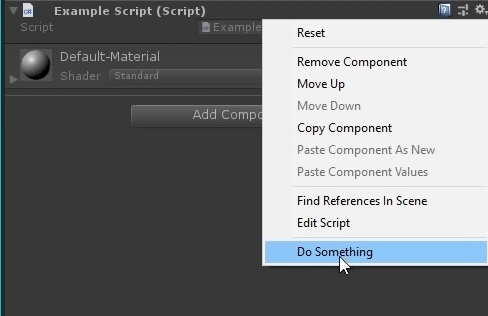 Example Script (Script)
Script
Example
Default-Material
Shader Standard
Add Compo
Reset
Remove Component
Move Up
Move Down
Copy Component
Paste Component As New
Paste Component Values
Find References In Scene
Edit Script
Do Something